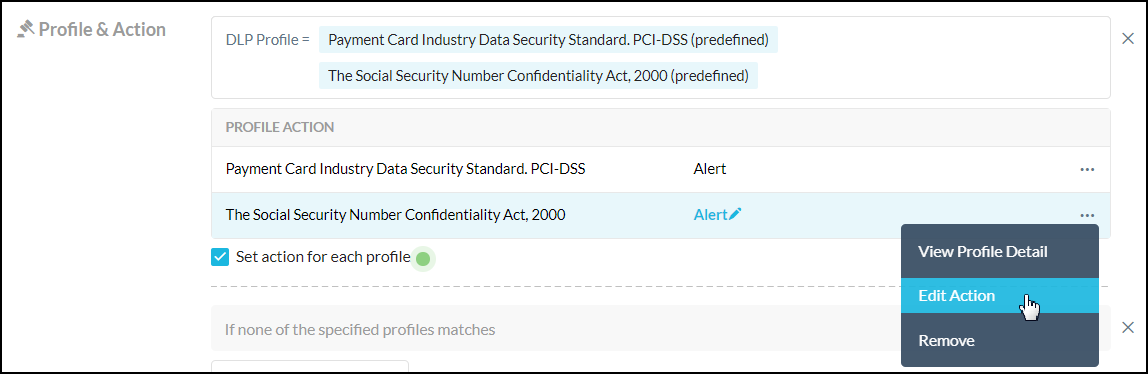 Profile & Action
DLP Profile = Payment Card Industry Data Security Standard. PCI-DSS (predefined)
The Social Security Number Confidentiality Act, 2000 (predefined)
PROFILE ACTION
Payment Card Industry Data Security Standard. PCI-DSS Alert
The Social Security Number Confidentiality Act, 2000 Alert
Set action for each profile
View Profile Detail
Edit Action
If none of the specified profiles matches
Remove